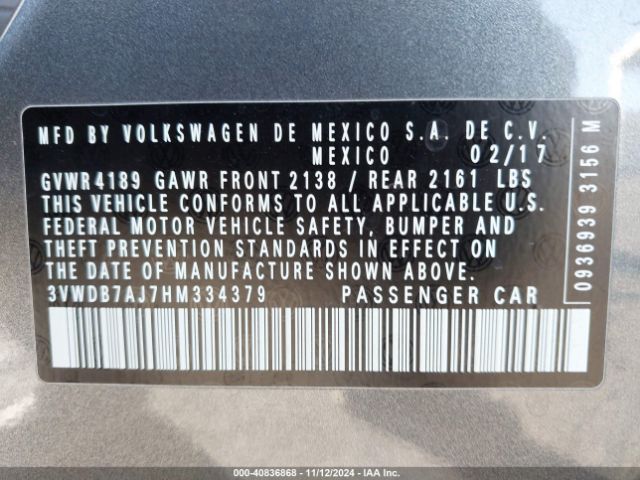 MFD BY VOLKSWAGEN DE MEXICO S.A. DE C.V.
MEXICO 02/17
GVWR 4189 GAWR FRONT 2138 / REAR 2161 LBS
THIS VEHICLE CONFORMS TO ALL APPLICABLE U.S.
FEDERAL MOTOR VEHICLE SAFETY, BUMPER AND
THEFT PREVENTION STANDARDS IN EFFECT ON
THE DATE OF MANUFACTURE SHOWN ABOVE.
3VWDB7AJ7HM334379 PASSENGER CAR
0936939 3156 M
000-40836868 - 11/12/2024 - IAA Inc.